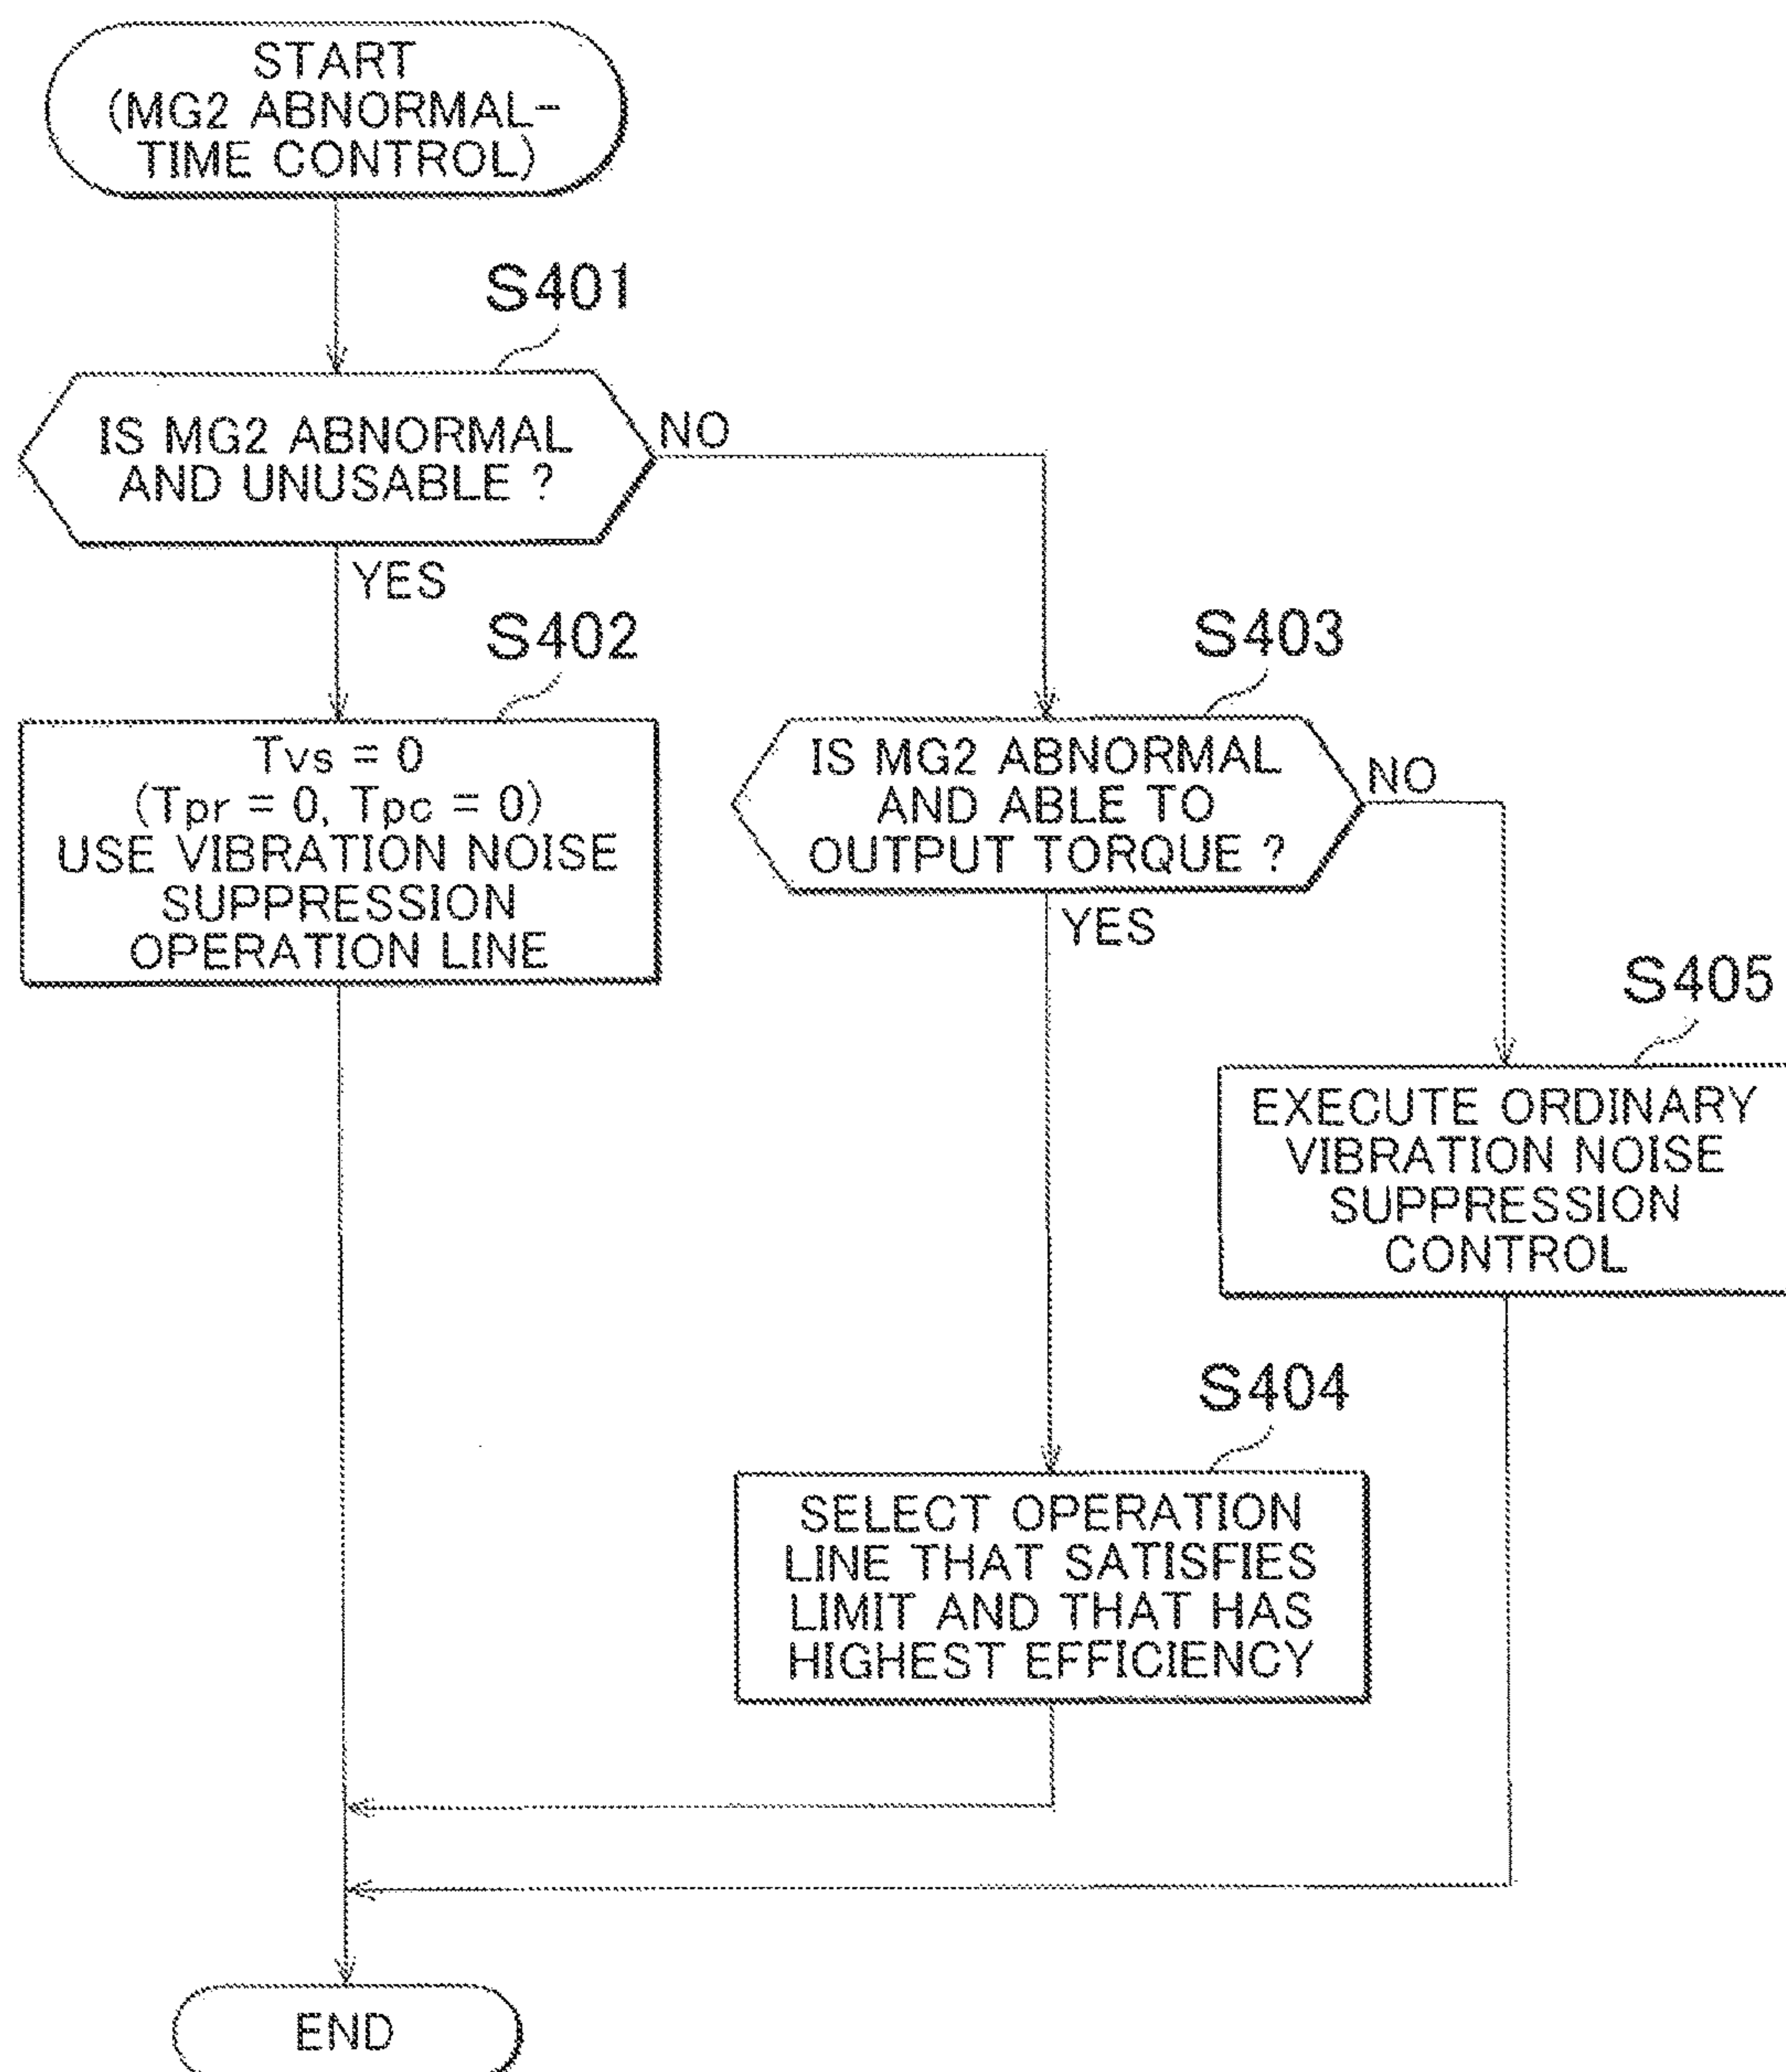 START
(MG2 ABNORMAL-
TIME CONTROL)
S401
IS MG2 ABNORMAL
AND UNUSABLE ?
NO
YES
S402
Tvs = 0
(Tpr = 0, Tpc = 0)
USE VIBRATION NOISE
SUPPRESSION
OPERATION LINE
S403
IS MG2 ABNORMAL
AND ABLE TO
OUTPUT TORQUE ?
NO
YES
S405
EXECUTE ORDINARY
VIBRATION NOISE
SUPPRESSION
CONTROL
S404
SELECT OPERATION
LINE THAT SATISFIES
LIMIT AND THAT HAS
HIGHEST EFFICIENCY
END